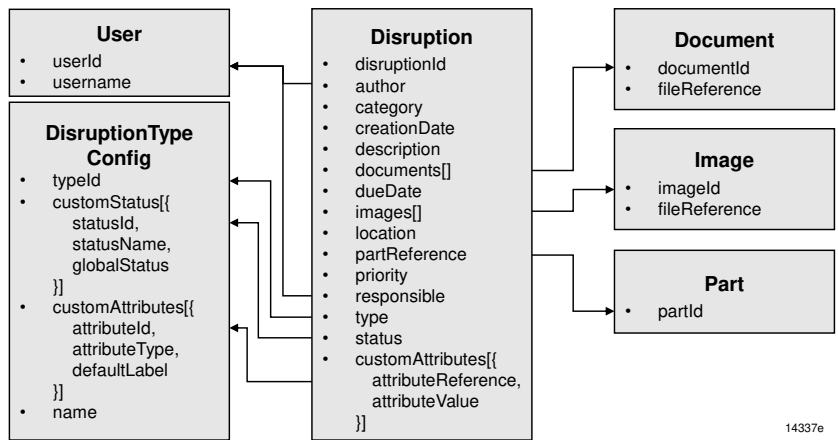 User
• userId
• username
DisruptionType
Config
• typeId
• customStatus[{
statusId,
statusName,
globalStatus
}]
• customAttributes[{
attributeId,
attributeType,
defaultLabel
}]
• name
Disruption
• disruptionId
• author
• category
• creationDate
• description
• documents[]
• dueDate
• images[]
• location
• partReference
• priority
• responsible
• type
• status
• customAttributes[{
attributeReference,
attributeValue
}]
Document
• documentId
• fileReference
Image
• imageId
• fileReference
Part
• partId
14337e